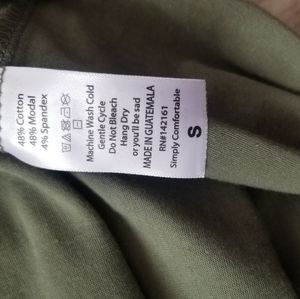 48% Cotton
48% Modal
4% Spandex
Machine Wash Cold
Gentle Cycle
Do Not Bleach
Hang Dry
or you'll be sad
MADE IN GUATEMALA
RN#142161
Simply Comfortable
S